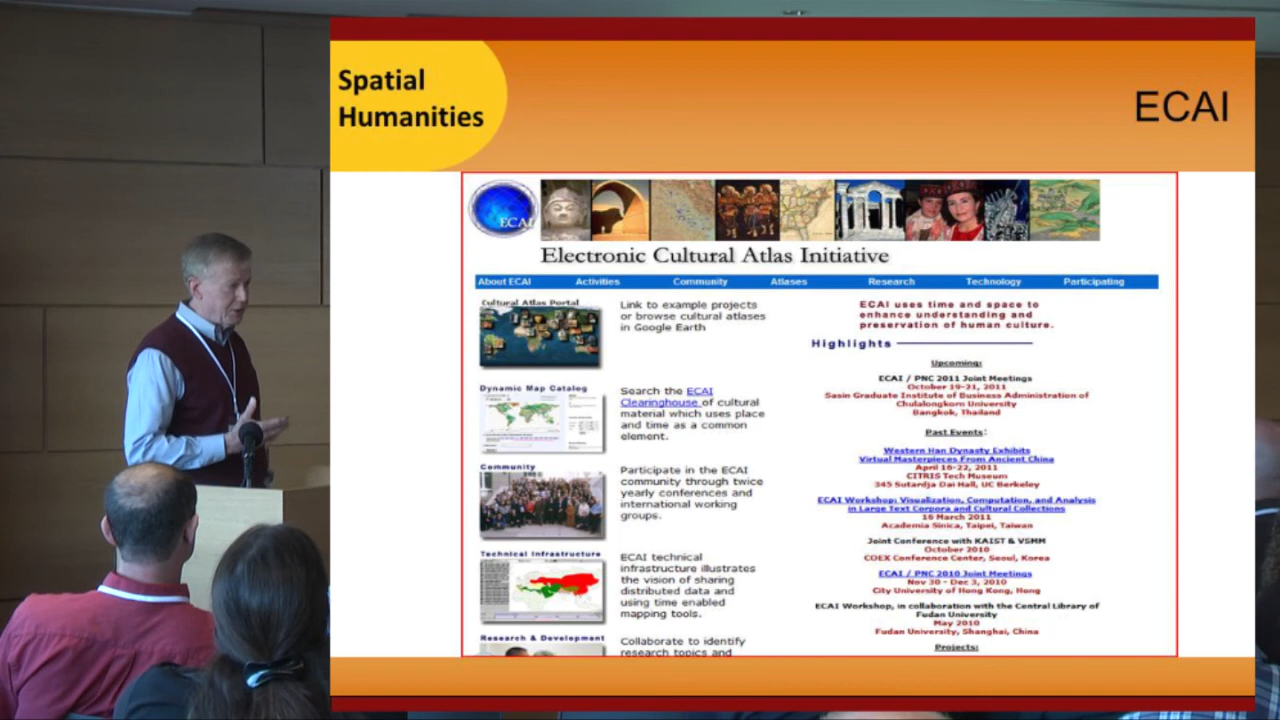 Spatial
Humanities
ECAI
ECAI
Electronic Cultural Atlas Initiative
About ECAI Activities Community Atlases Research Technology Participating
Cultural Atlas Portal
Link to example projects
or browse cultural atlases
in Google Earth
Dynamic Map Catalog
Search the ECAI
Clearinghouse of cultural
material which uses place
and time as a common
element.
Community
Participate in the ECAI
community through twice
yearly conferences and
international working
groups.
Technical Infrastructure
ECAI technical
infrastructure illustrates
the vision of sharing
distributed data and
using time enabled
mapping tools.
Research & Development
Collaborate to identify
research topics and
ECAI uses time and space to
enhance understanding and
preservation of human culture.
Highlights
Upcoming:
ECAI / PNC 2011 Joint Meetings
October 19-21, 2011
Sasin Graduate Institute of Business Administration of
Chulalongkorn University
Bangkok, Thailand
Past Events:
Western Han Dynasty Exhibits
Virtual Masterpieces From Ancient China
April 16-22, 2011
CITRIS Tech Museum
345 Sutardja Dai Hall, UC Berkeley
ECAI Workshop: Visualization, Computation, and Analysis
in Large Text Corpora and Cultural Collections
16 March 2011
Academia Sinica, Taipei, Taiwan
Joint Conference with KAIST & VSMM
October 2010
COEX Conference Center, Seoul, Korea
ECAI / PNC 2010 Joint Meetings
Nov 30 - Dec 3, 2010
City University of Hong Kong, Hong
ECAI Workshop, in collaboration with the Central Library of
Fudan University
May 2010
Fudan University, Shanghai, China
Projects: